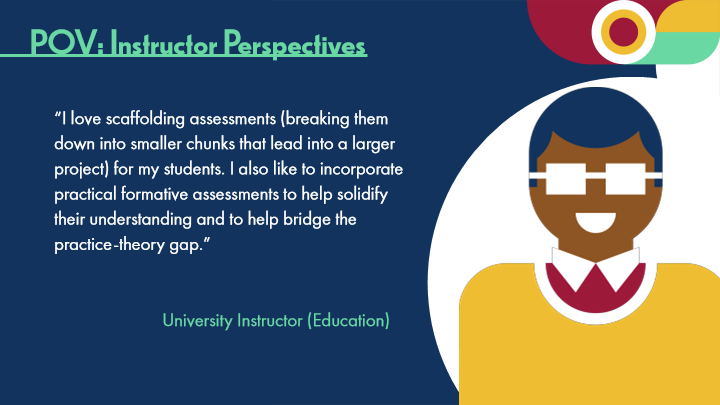 POV: Instructor Perspectives
“I love scaffolding assessments (breaking them
down into smaller chunks that lead into a larger
project) for my students. I also like to incorporate
practical formative assessments to help solidify
their understanding and to help bridge the
practice-theory gap.”
University Instructor (Education)